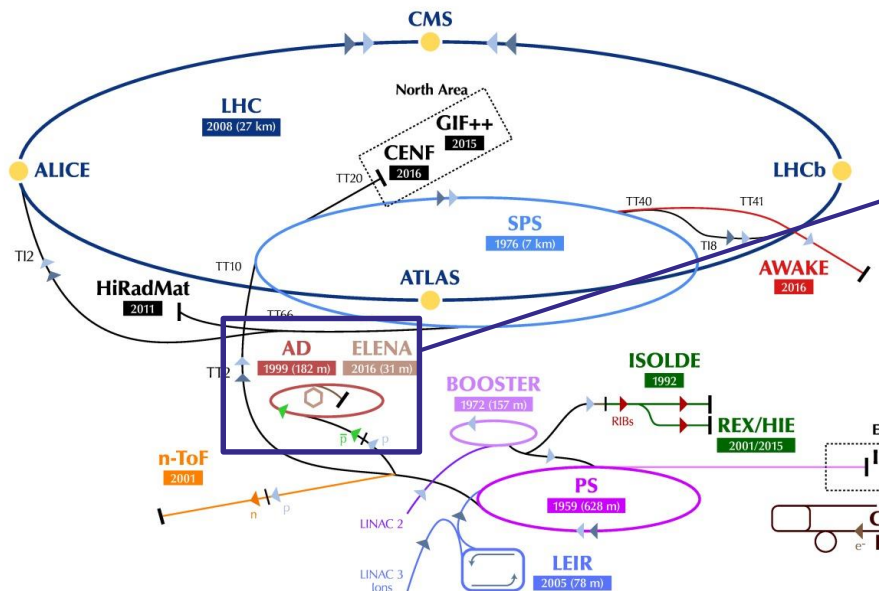 CMS
North Area
LHC
2008 (27 km)
GIF++
2015
CENF
2016
ALICE
LHCb
TT20
TT40
TT41
SPS
1976 (7 km)
TI2
TT10
TI8
AWAKE
2016
ATLAS
HiRadMat
2011
TT66
AD
1999 (182 m)
ELENA
2016 (31 m)
TT2
ISOLDE
1992
BOOSTER
1972 (157 m)
RIBs
REX/HIE
2001/2015
p̅
p
n-ToF
2001
PS
1959 (628 m)
n
p
LINAC 2
e-
LEIR
2005 (78 m)
LINAC 3
Ions